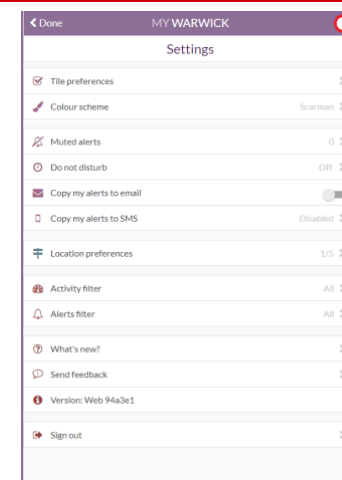 Done MY WARWICK
Settings
Tile preferences
Colour scheme Scarman
Muted alerts 0
Do not disturb Off
Copy my alerts to email
Copy my alerts to SMS Disabled
Location preferences 1/5
Activity filter All
Alerts filter All
What's new?
Send feedback
Version: Web 94a3e1
Sign out